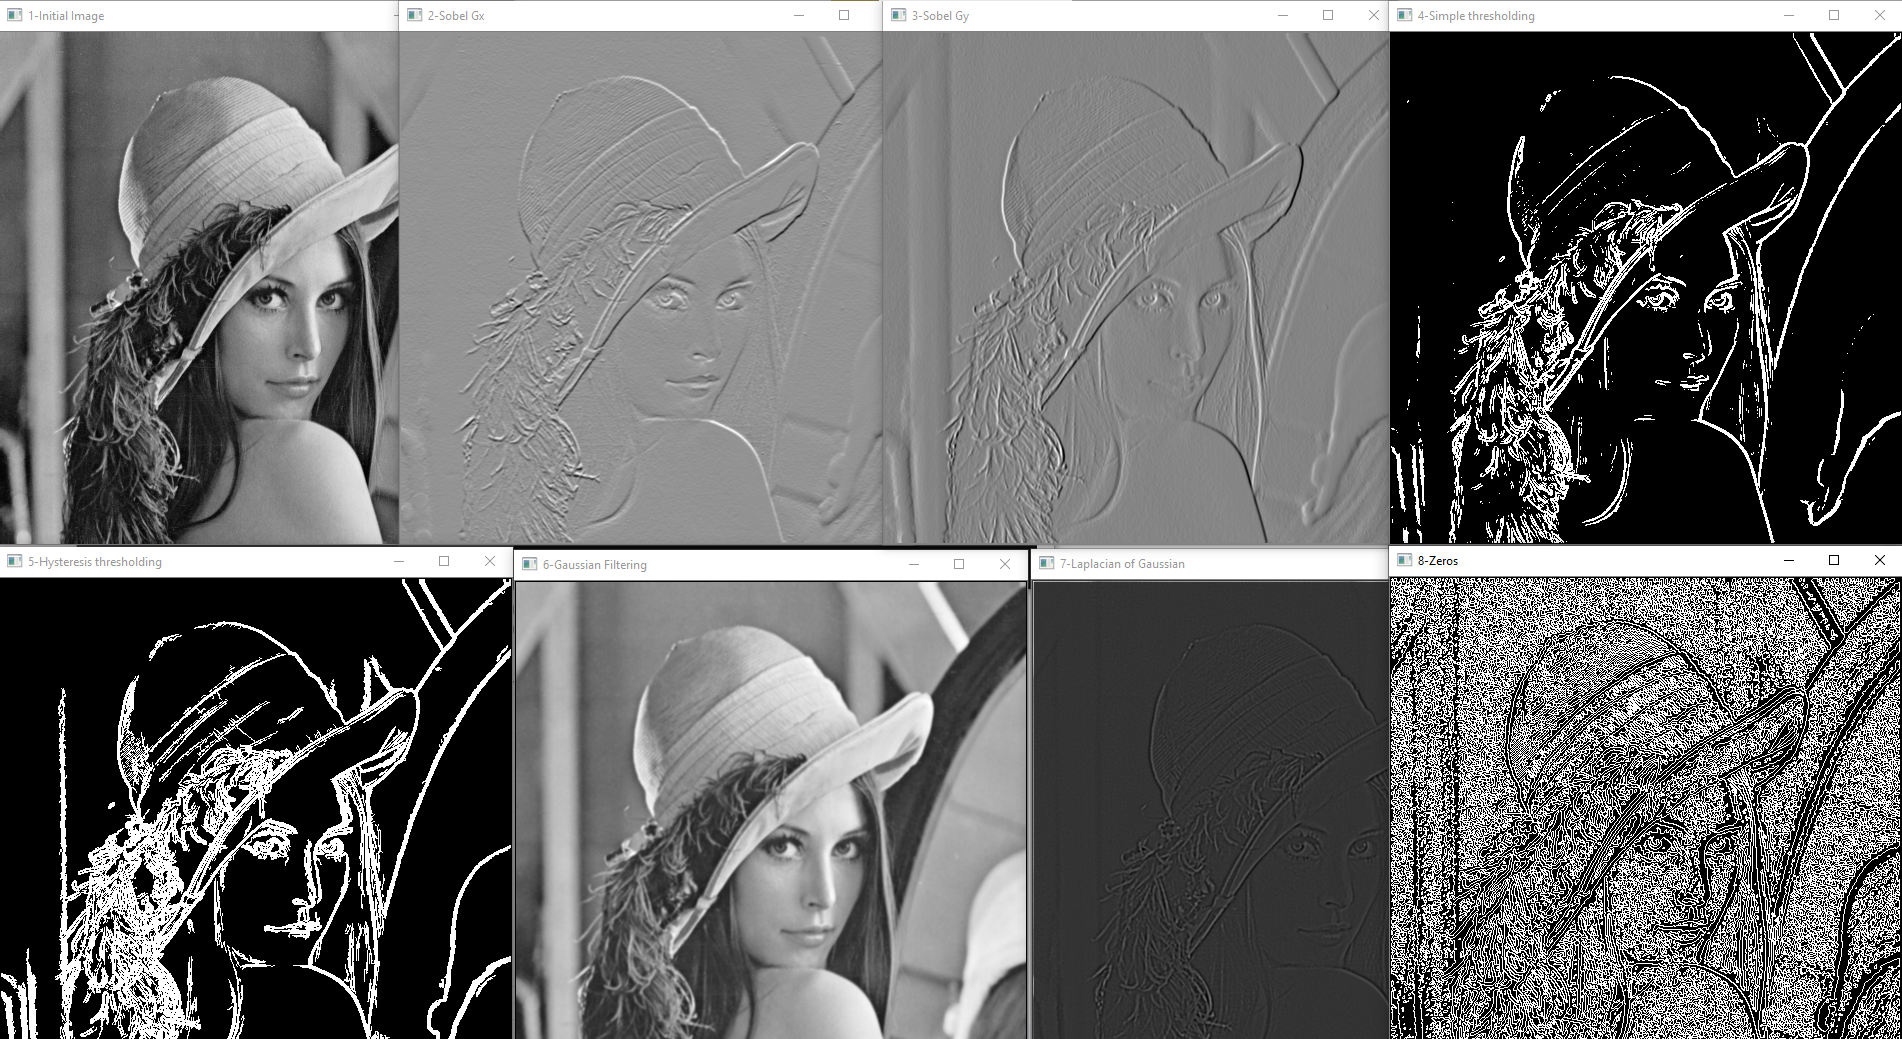 1-Initial Image
2-Sobel Gx
3-Sobel Gy
4-Simple thresholding
5-Hysteresis thresholding
6-Gaussian Filtering
7-Laplacian of Gaussian
8-Zeros